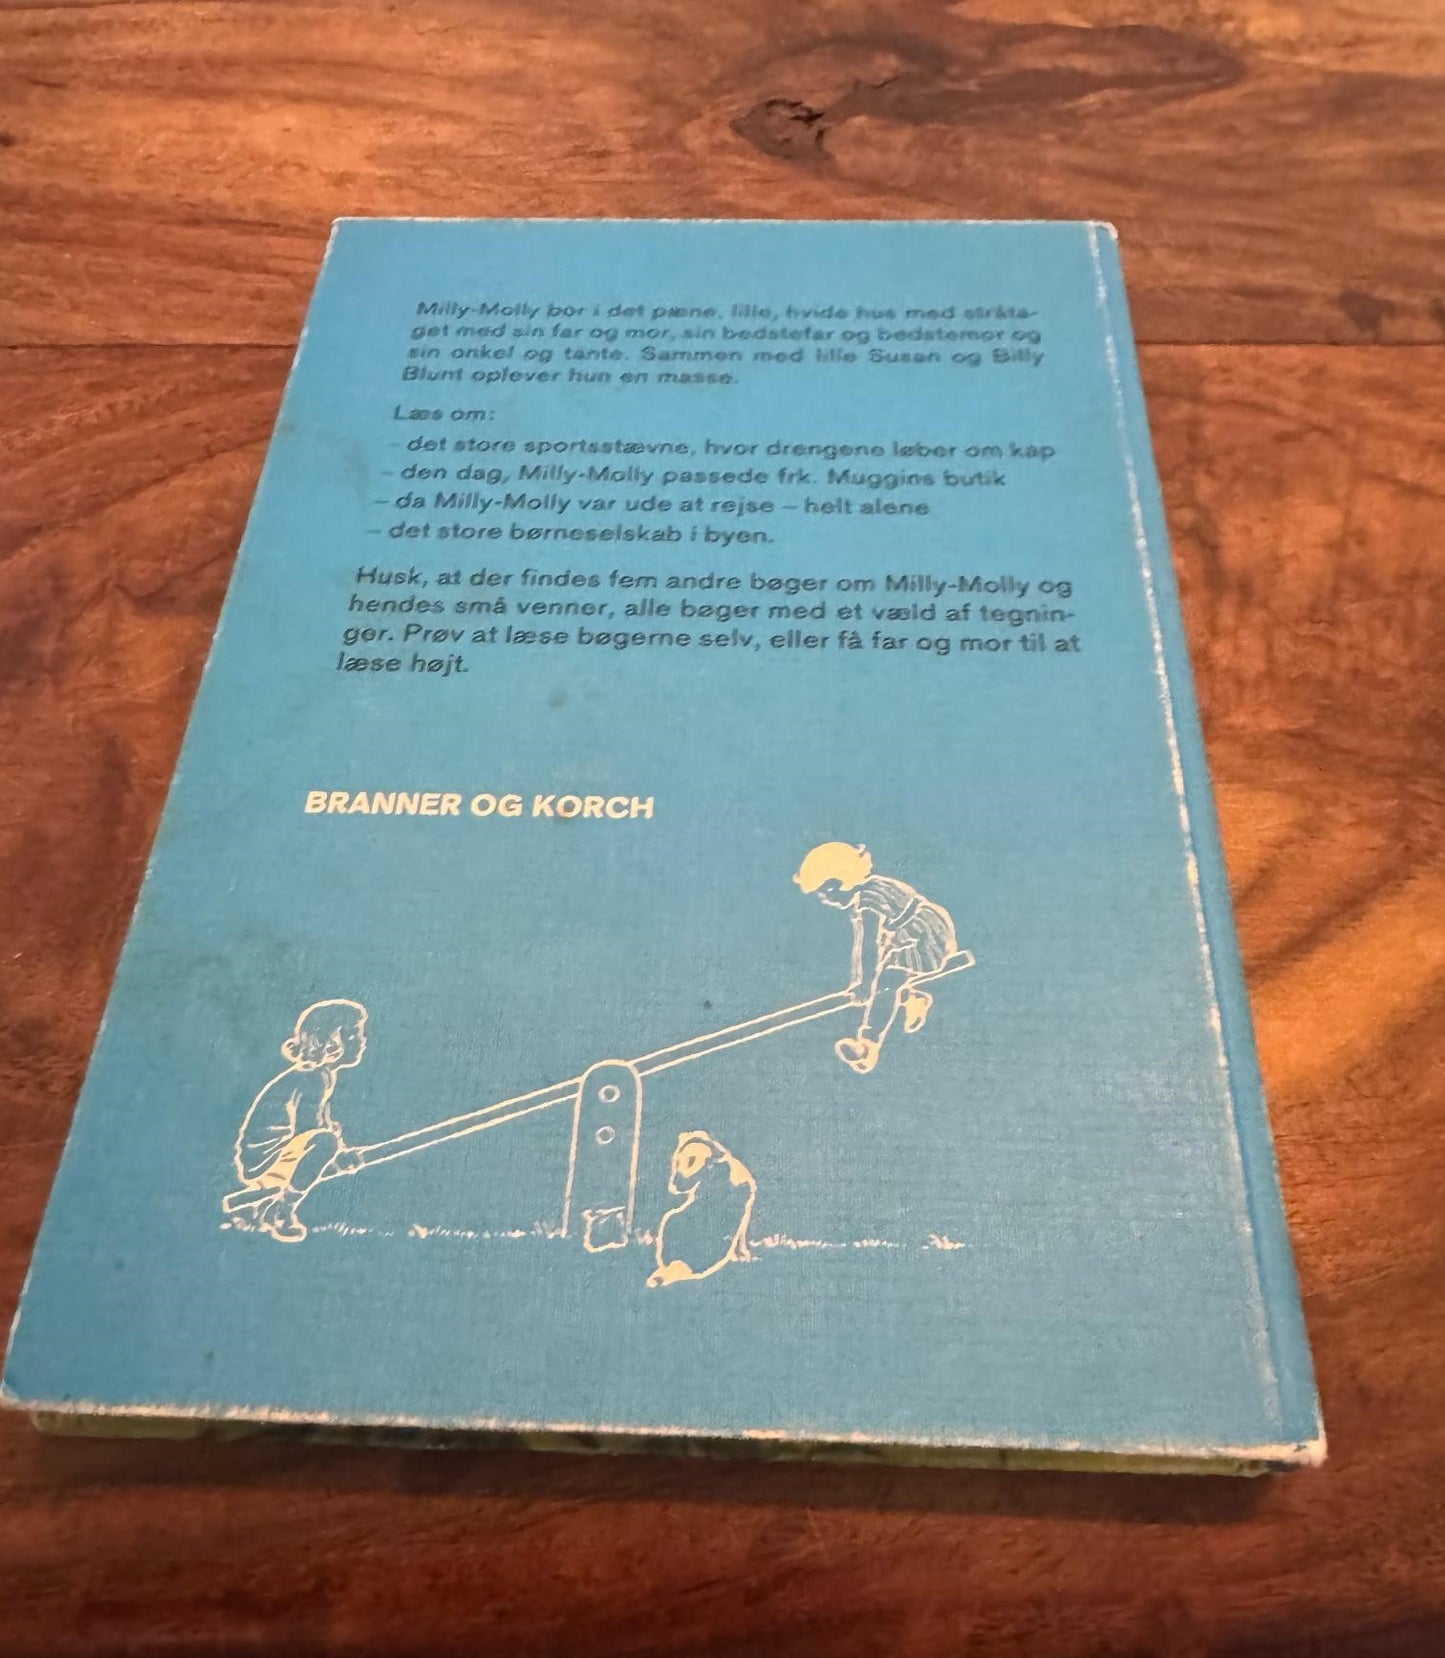 Milly-Molly bor i det pæne, lille, hvide hus med stråta-
get med sin far og mor, sin bedstefar og bedstemor og
sin onkel og tante. Sammen med lille Susan og Billy
Blunt oplever hun en masse.
Læs om:
– det store sportsstævne, hvor drengene løber om kap
– den dag, Milly-Molly passede frk. Muggins butik
– da Milly-Molly var ude at rejse – helt alene
– det store børneselskab i byen.
Husk, at der findes fem andre bøger om Milly-Molly og
hendes små venner, alle bøger med et væld af tegnin-
ger. Prøv at læse bøgerne selv, eller få far og mor til at
læse højt.
BRANNER OG KORCH